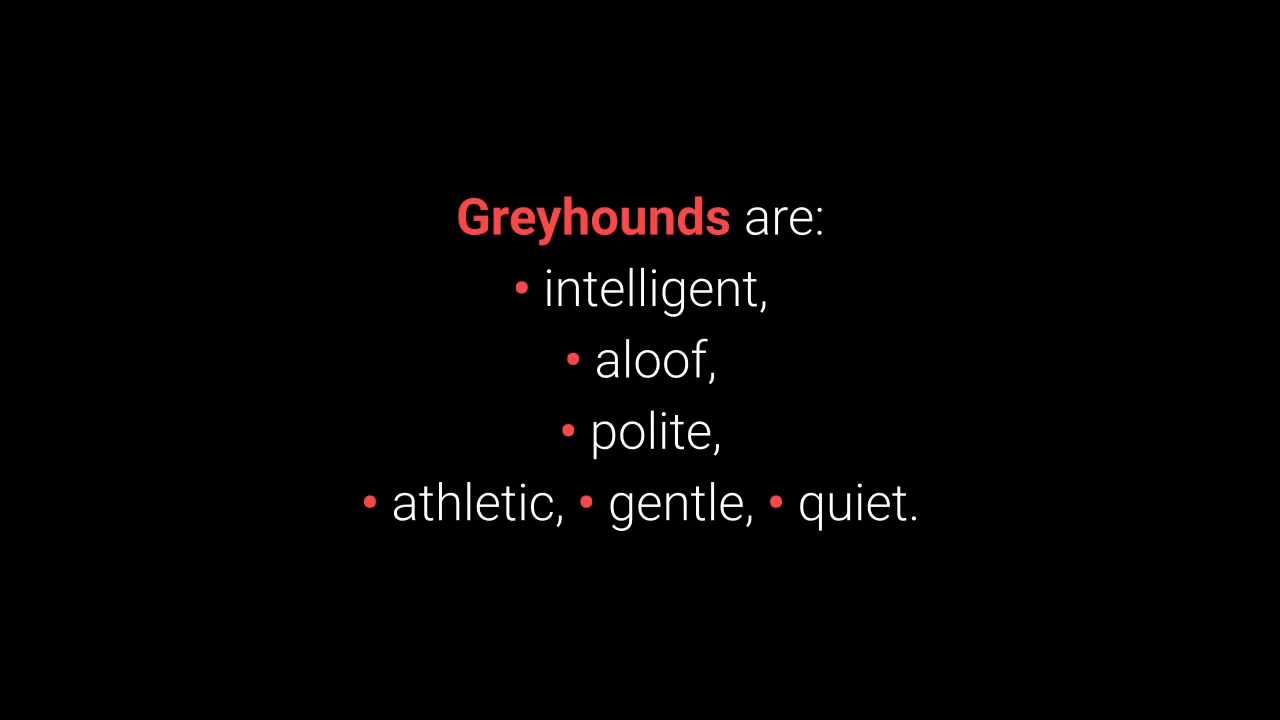 Greyhounds are:
• intelligent,
• aloof,
• polite,
• athletic, • gentle, • quiet.